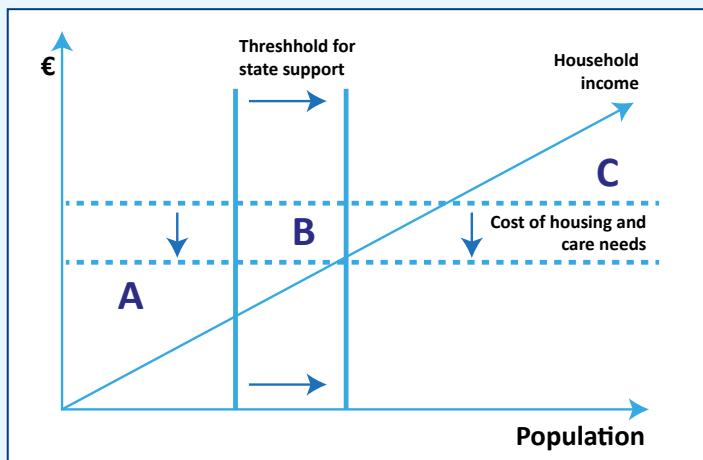 €
Threshhold for
state support
Household
income
C
B
Cost of housing and
care needs
A
Population